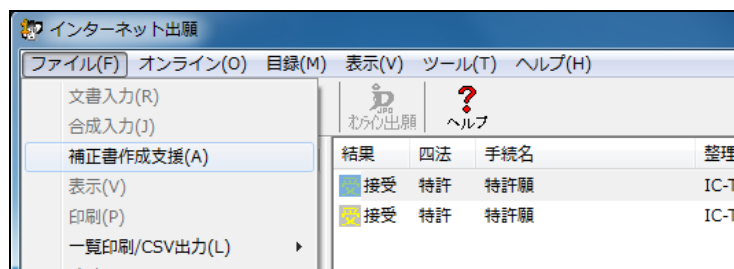 インターネット出願
ファイル(F) オンライン(O) 目録(M) 表示(V) ツール(T) ヘルプ(H)
文書入力(R)
合成入力(J)
補正書作成支援(A)
表示(V)
印刷(P)
一覧印刷/CSV出力(L)
JPO
オンライン出願 ヘルプ
結果 四法 手続名 整理
受 接受 特許 特許願 IC-T
受 接受 特許 特許願 IC-T